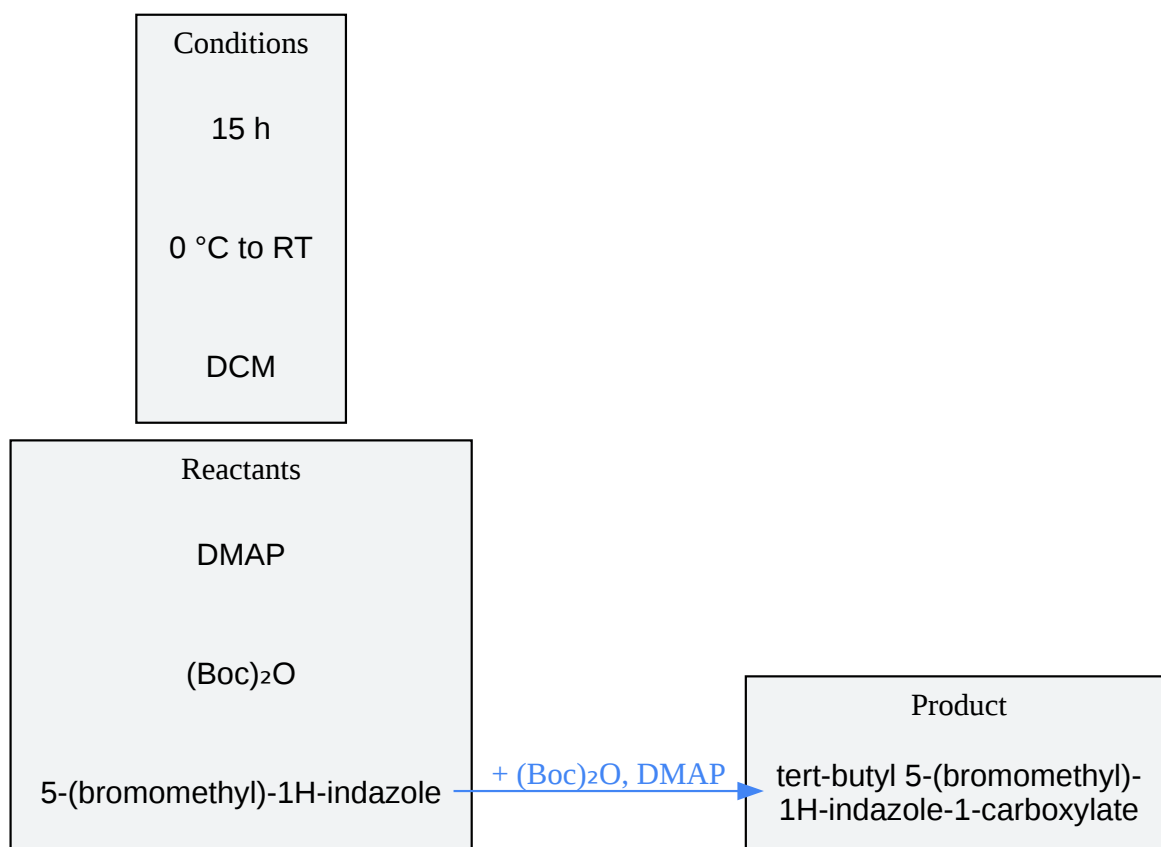 Conditions
15 h
0 °C to RT
DCM
Reactants
DMAP
(Boc)₂O
5-(bromomethyl)-1H-indazole
+ (Boc)₂O, DMAP
Product
tert-butyl 5-(bromomethyl)-
1H-indazole-1-carboxylate